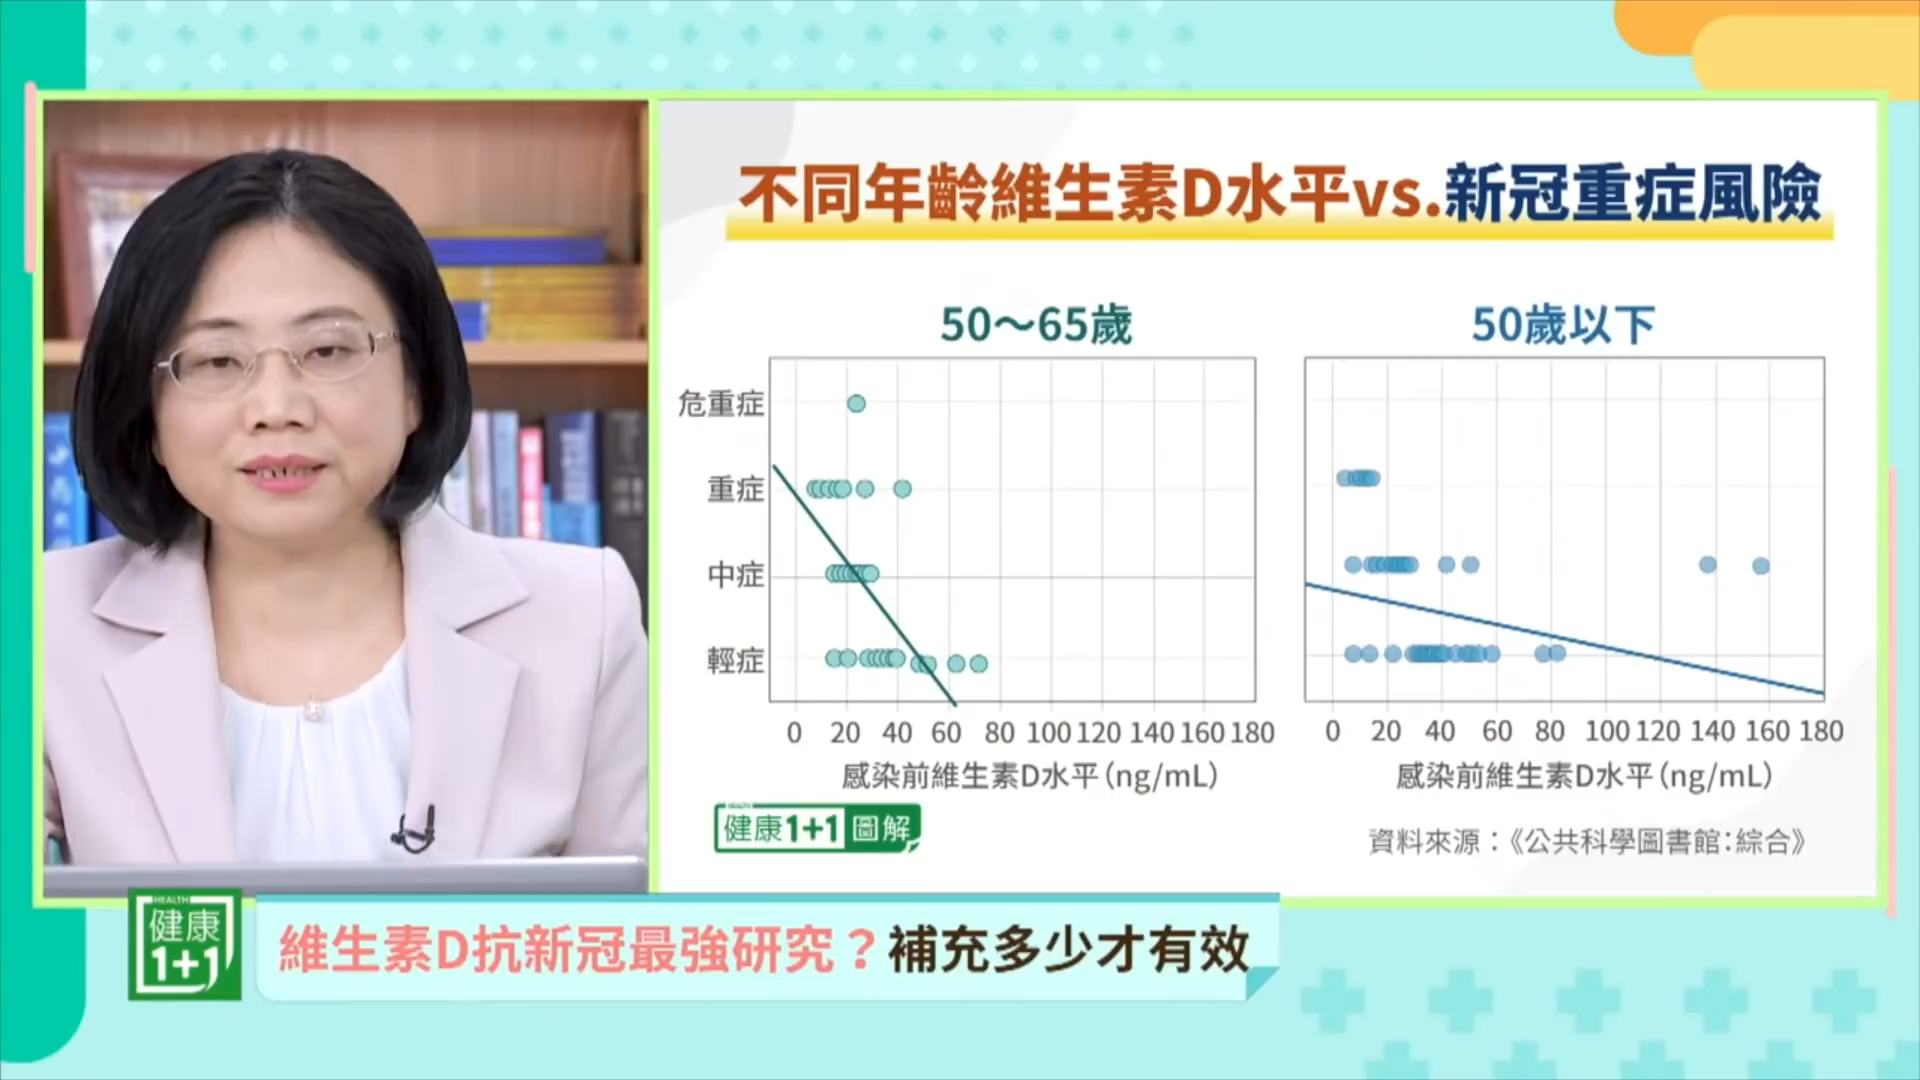 不同年齡維生素D水平vs.新冠重症風險
50～65歲
50歲以下
危重症
重症
中症
輕症
0 20 40 60 80 100 120 140 160 180
0 20 40 60 80 100 120 140 160 180
感染前維生素D水平(ng/mL)
感染前維生素D水平(ng/mL)
健康1+1 圖解
資料來源：《公共科學圖書館:綜合》
HEALTH
健康
1+1
維生素D抗新冠最強研究？補充多少才有效